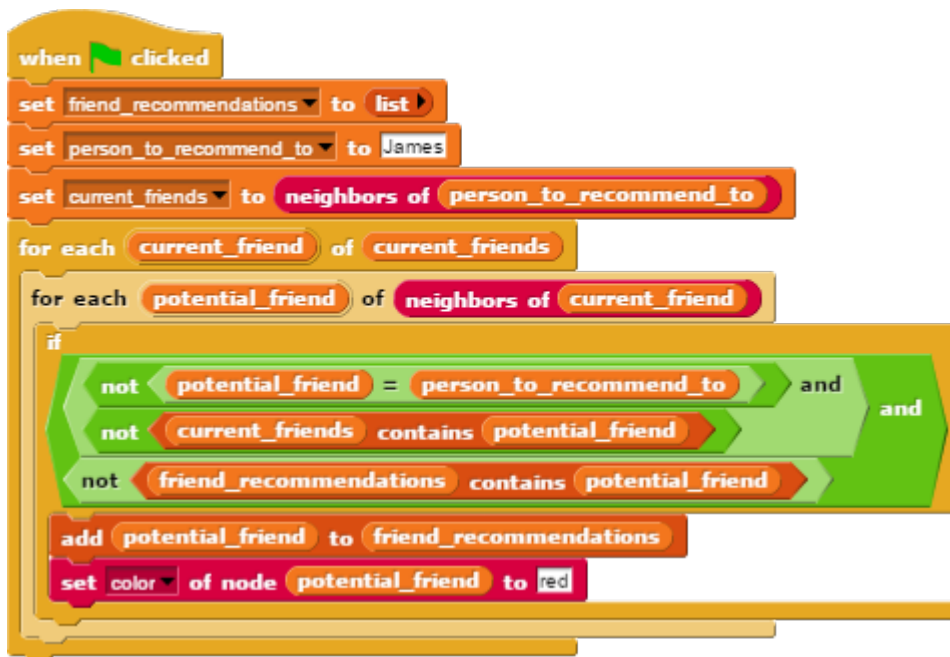 when clicked
set friend_recommendations to list
set person_to_recommend_to to James
set current_friends to neighbors of person_to_recommend_to
for each current_friend of current_friends
for each potential_friend of neighbors of current_friend
if
not potential_friend = person_to_recommend_to and
not current_friends contains potential_friend
and
not friend_recommendations contains potential_friend
add potential_friend to friend_recommendations
set color of node potential_friend to red